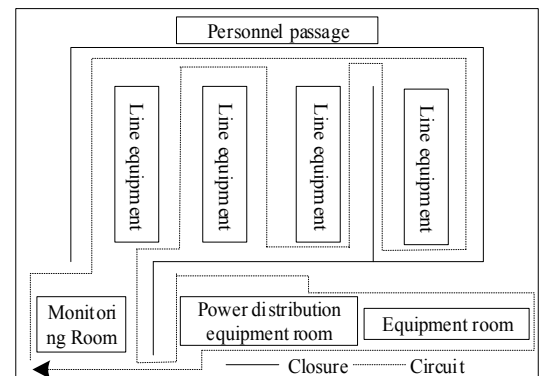 Personnel passage
Line equipment
Line equipment
Line equipment
Line equipment
Monitori
ng Room
Power distribution
equipment room
Equipment room
Closure
Circuit